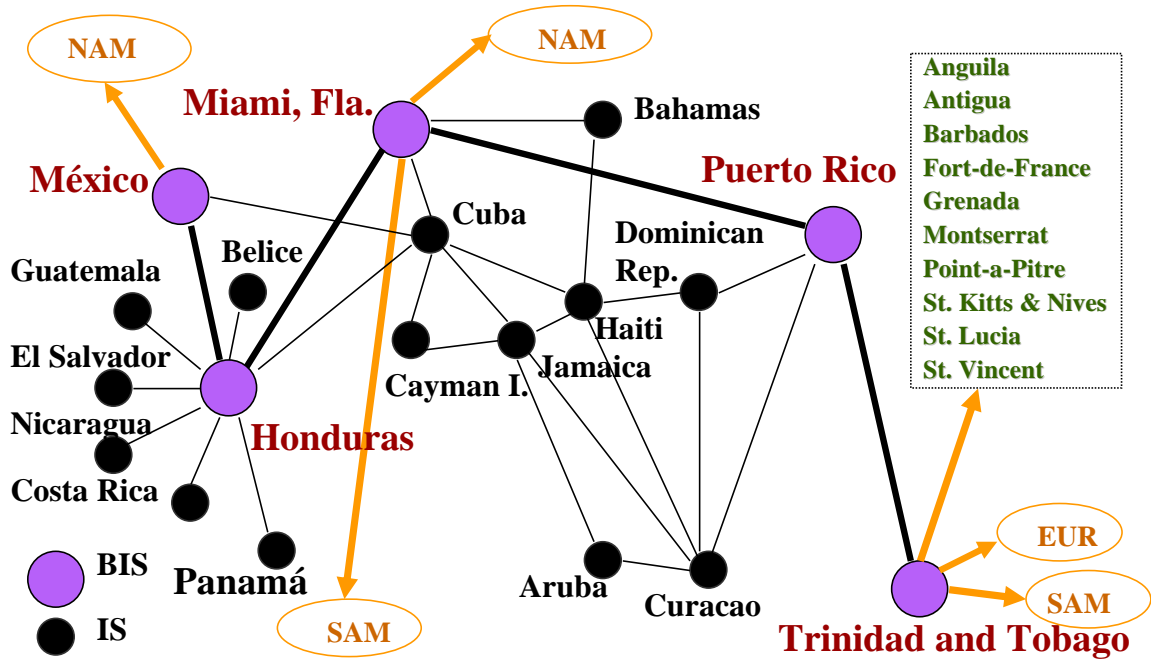 NAM
NAM
Miami, Fla.
Bahamas
México
Puerto Rico
Cuba
Dominican
Rep.
Belice
Guatemala
El Salvador
Haiti
Jamaica
Cayman I.
Nicaragua
Honduras
Costa Rica
Panamá
Aruba
Curacao
BIS
IS
SAM
Anguila
Antigua
Barbados
Fort-de-France
Grenada
Montserrat
Point-a-Pitre
St. Kitts & Nives
St. Lucia
St. Vincent
EUR
SAM
Trinidad and Tobago